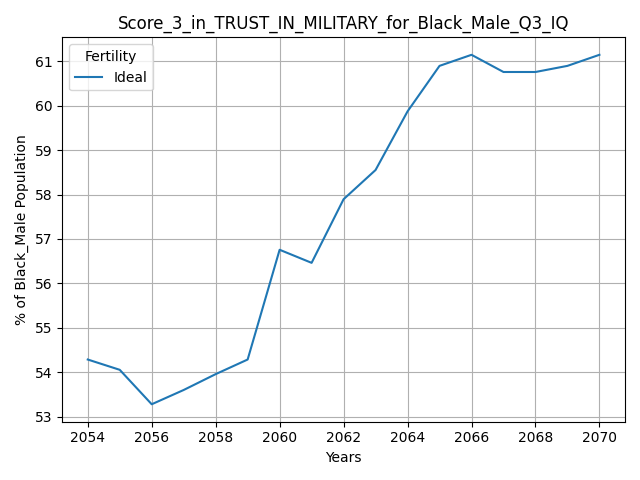 Score_3_in_TRUST_IN_MILITARY_for_Black_Male_Q3_IQ
Fertility
Ideal
% of Black_Male Population
61
60
59
58
57
56
55
54
53
2054 2056 2058 2060 2062 2064 2066 2068 2070
Years